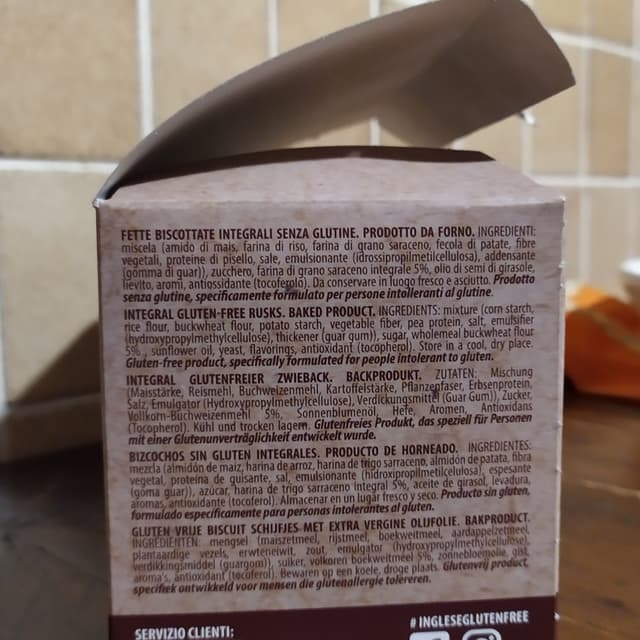 FETTE BISCOTTATE INTEGRALI SENZA GLUTINE. PRODOTTO DA FORNO. INGREDIENTI:
miscela (amido di mais, farina di riso, farina di grano saraceno, fecola di patate, fibre
vegetali, proteine di pisello, sale, emulsionante (idrossipropilmetilcellulosa), addensante
(gomma di guar)), zucchero, farina di grano saraceno integrale 5%, olio di semi di girasole,
lievito, aromi, antiossidante (tocoferolo). Da conservare in luogo fresco e asciutto. Prodotto
senza glutine, specificamente formulato per persone intolleranti al glutine.
INTEGRAL GLUTEN-FREE RUSKS. BAKED PRODUCT. INGREDIENTS: mixture (corn starch,
rice flour, buckwheat flour, potato starch, vegetable fiber, pea protein, salt, emulsifier
(hydroxypropylmethylcellulose), thickener (guar gum)), sugar, wholemeal buckwheat flour
5% , sunflower oil, yeast, flavorings, antioxidant (tocopherol). Store in a cool, dry place.
Gluten-free product, specifically formulated for people intolerant to gluten.
INTEGRAL GLUTENFREIER ZWIEBACK. BACKPRODUKT. ZUTATEN: Mischung
(Maisstärke, Reismehl, Buchweizenmehl, Kartoffelstärke, Pflanzenfaser, Erbsenprotein,
Salz, Emulgator (Hydroxypropylmethylcellulose), Verdickungsmittel (Guar Gum)), Zucker,
Vollkorn-Buchweizenmehl 5%, Sonnenblumenöl, Hefe, Aromen, Antioxidans
(Tocopherol). Kühl und trocken lagern. Glutenfreies Produkt, das speziell für Personen
mit einer Glutenunverträglichkeit entwickelt wurde.
BIZCOCHOS SIN GLUTEN INTEGRALES. PRODUCTO DE HORNEADO. INGREDIENTES:
mezcla (almidón de maiz, harina de arroz, harina de trigo sarraceno, almidón de patata, fibra
vegetal, proteína de guisante, sal, emulsionante (hidroxipropilmetilcelulosa), espesante
(goma guar)), azúcar, harina de trigo sarraceno integral 5%, aceite de girasol, levadura,
aromas, antioxidante (tocoferol). Almacenar en un lugar fresco y seco. Producto sin gluten,
formulado específicamente para personas intolerantes al gluten.
GLUTEN VRIJE BISCUIT SCHIJFJES MET EXTRA VERGINE OLIJFOLIE. BAKPRODUCT.
INGREDIËNTEN: mengsel (maïszetmeel, rijstmeel, boekweitmeel, aardappelzetmeel,
plantaardige vezels, erwteneiwit, zout, emulgator (hydroxypropylmethylcellulose),
verdikkingsmiddel (guargom)), suiker, volkoren boekweitmeel 5%, zonnebloemolie, gist,
aroma's, antioxidant (tocoferol). Bewaren op een koele, droge plaats. Glutenvrij product,
specifiek ontwikkeld voor mensen die glutenallergie tolereren.
SERVIZIO CLIENTI:
# INGLESEGLUTENFREE